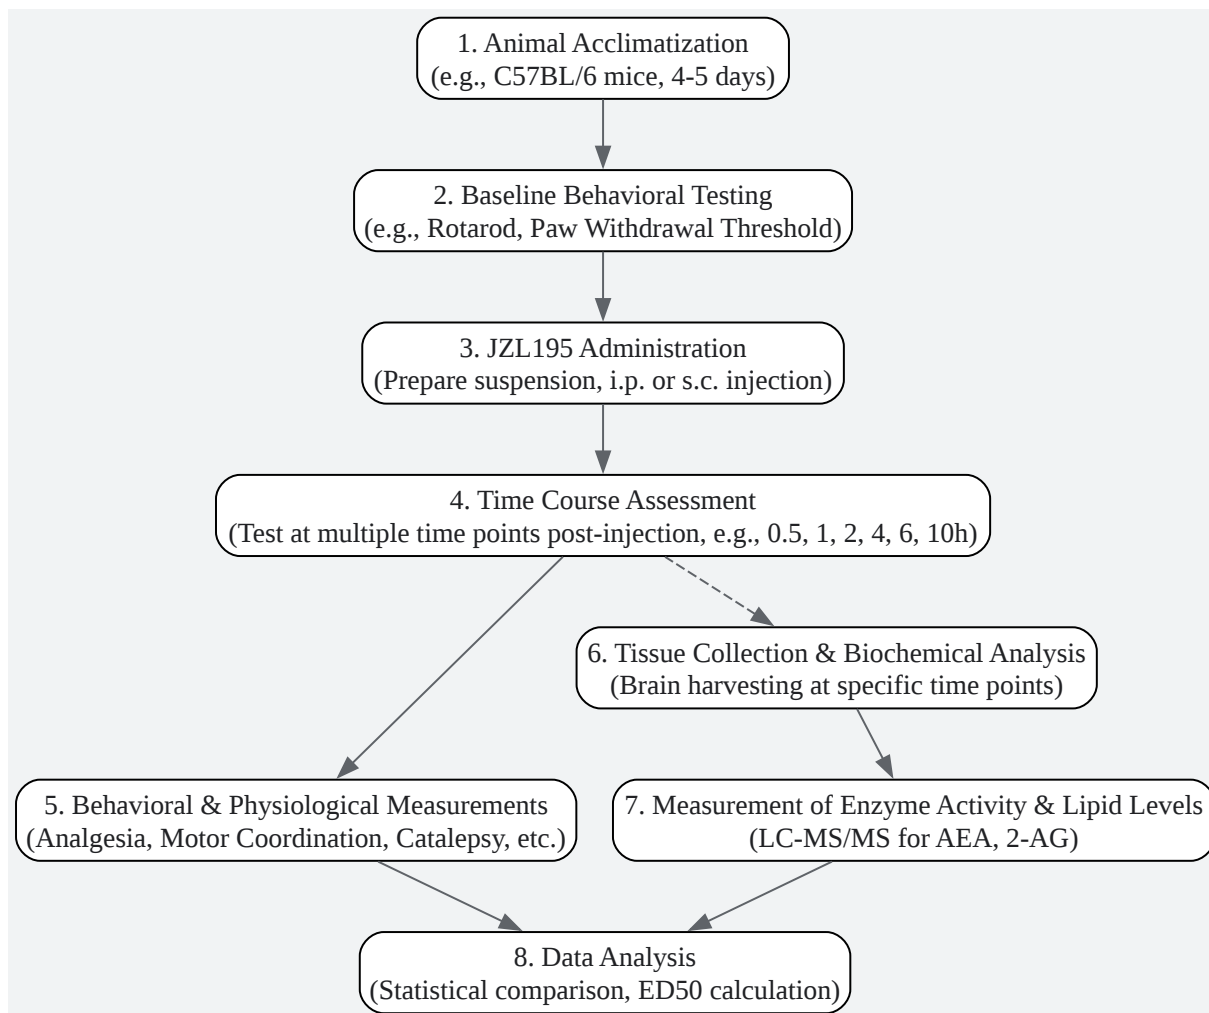 1. Animal Acclimatization
(e.g., C57BL/6 mice, 4-5 days)
2. Baseline Behavioral Testing
(e.g., Rotarod, Paw Withdrawal Threshold)
3. JZL195 Administration
(Prepare suspension, i.p. or s.c. injection)
4. Time Course Assessment
(Test at multiple time points post-injection, e.g., 0.5, 1, 2, 4, 6, 10h)
6. Tissue Collection & Biochemical Analysis
(Brain harvesting at specific time points)
5. Behavioral & Physiological Measurements
(Analgesia, Motor Coordination, Catalepsy, etc.)
7. Measurement of Enzyme Activity & Lipid Levels
(LC-MS/MS for AEA, 2-AG)
8. Data Analysis
(Statistical comparison, ED50 calculation)